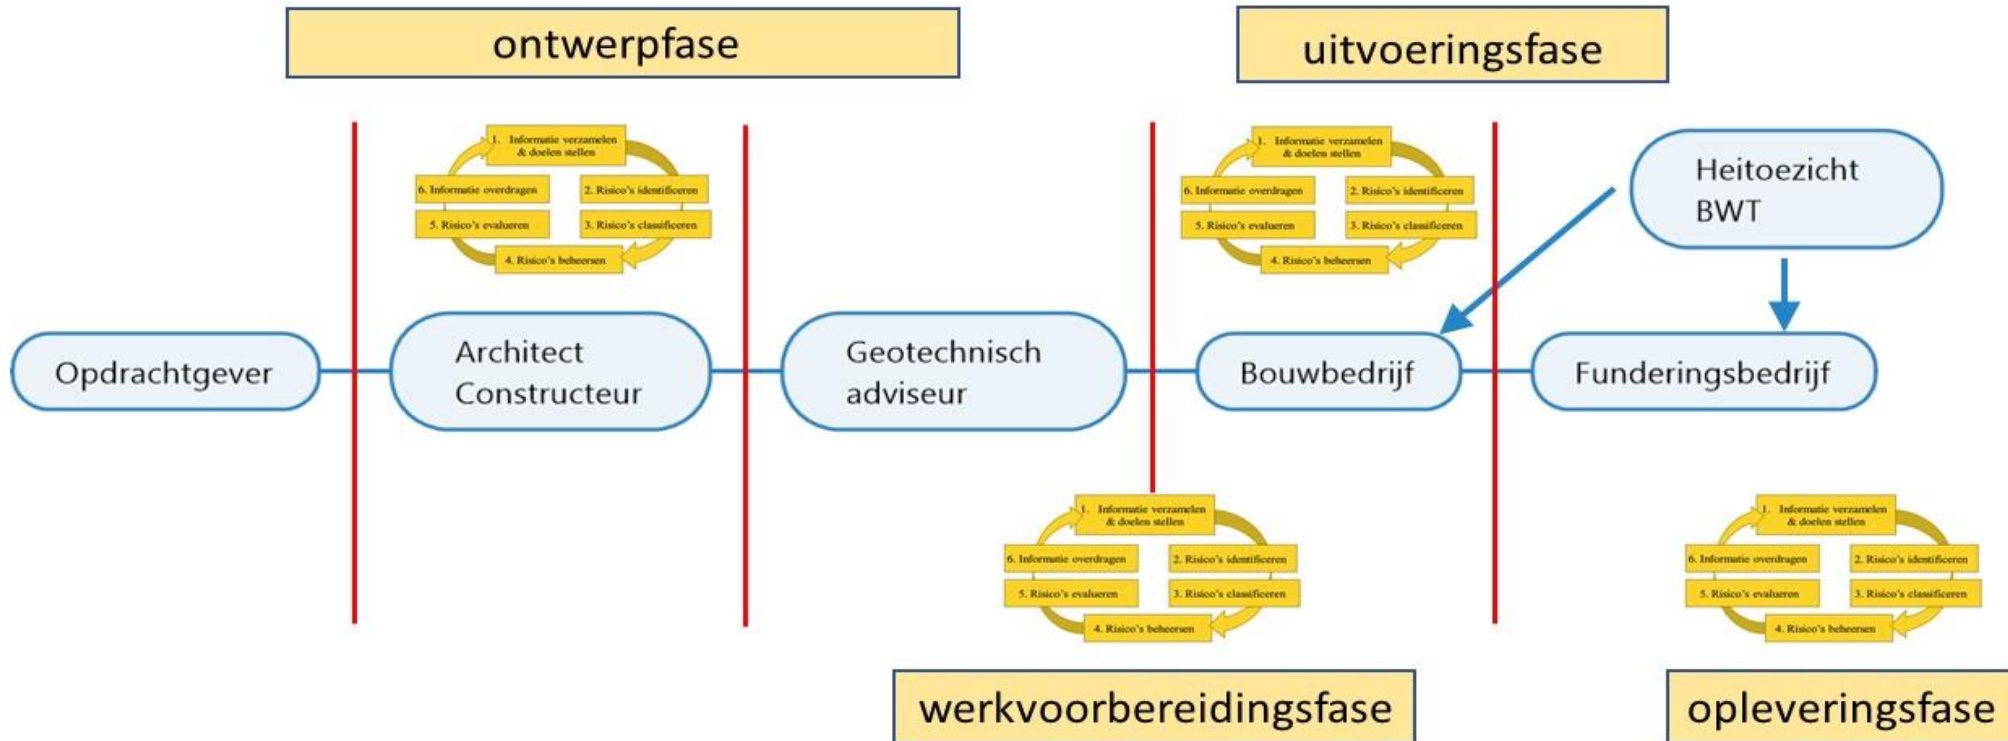 ontwerpfase
uitvoeringsfase
1. Informatie verzamelen
& doelen stellen
6. Informatie overdragen
2. Risico's identificeren
5. Risico's evalueren
3. Risico's classificeren
4. Risico's beheersen
1. Informatie verzamelen
& doelen stellen
6. Informatie overdragen
2. Risico's identificeren
5. Risico's evalueren
3. Risico's classificeren
4. Risico's beheersen
Heitoezicht
BWT
Opdrachtgever
Architect
Constructeur
Geotechnisch
adviseur
Bouwbedrijf
Funderingsbedrijf
1. Informatie verzamelen
& doelen stellen
6. Informatie overdragen
2. Risico's identificeren
5. Risico's evalueren
3. Risico's classificeren
4. Risico's beheersen
1. Informatie verzamelen
& doelen stellen
6. Informatie overdragen
2. Risico's identificeren
5. Risico's evalueren
3. Risico's classificeren
4. Risico's beheersen
werkvoorbereidingsfase
opleveringsfase